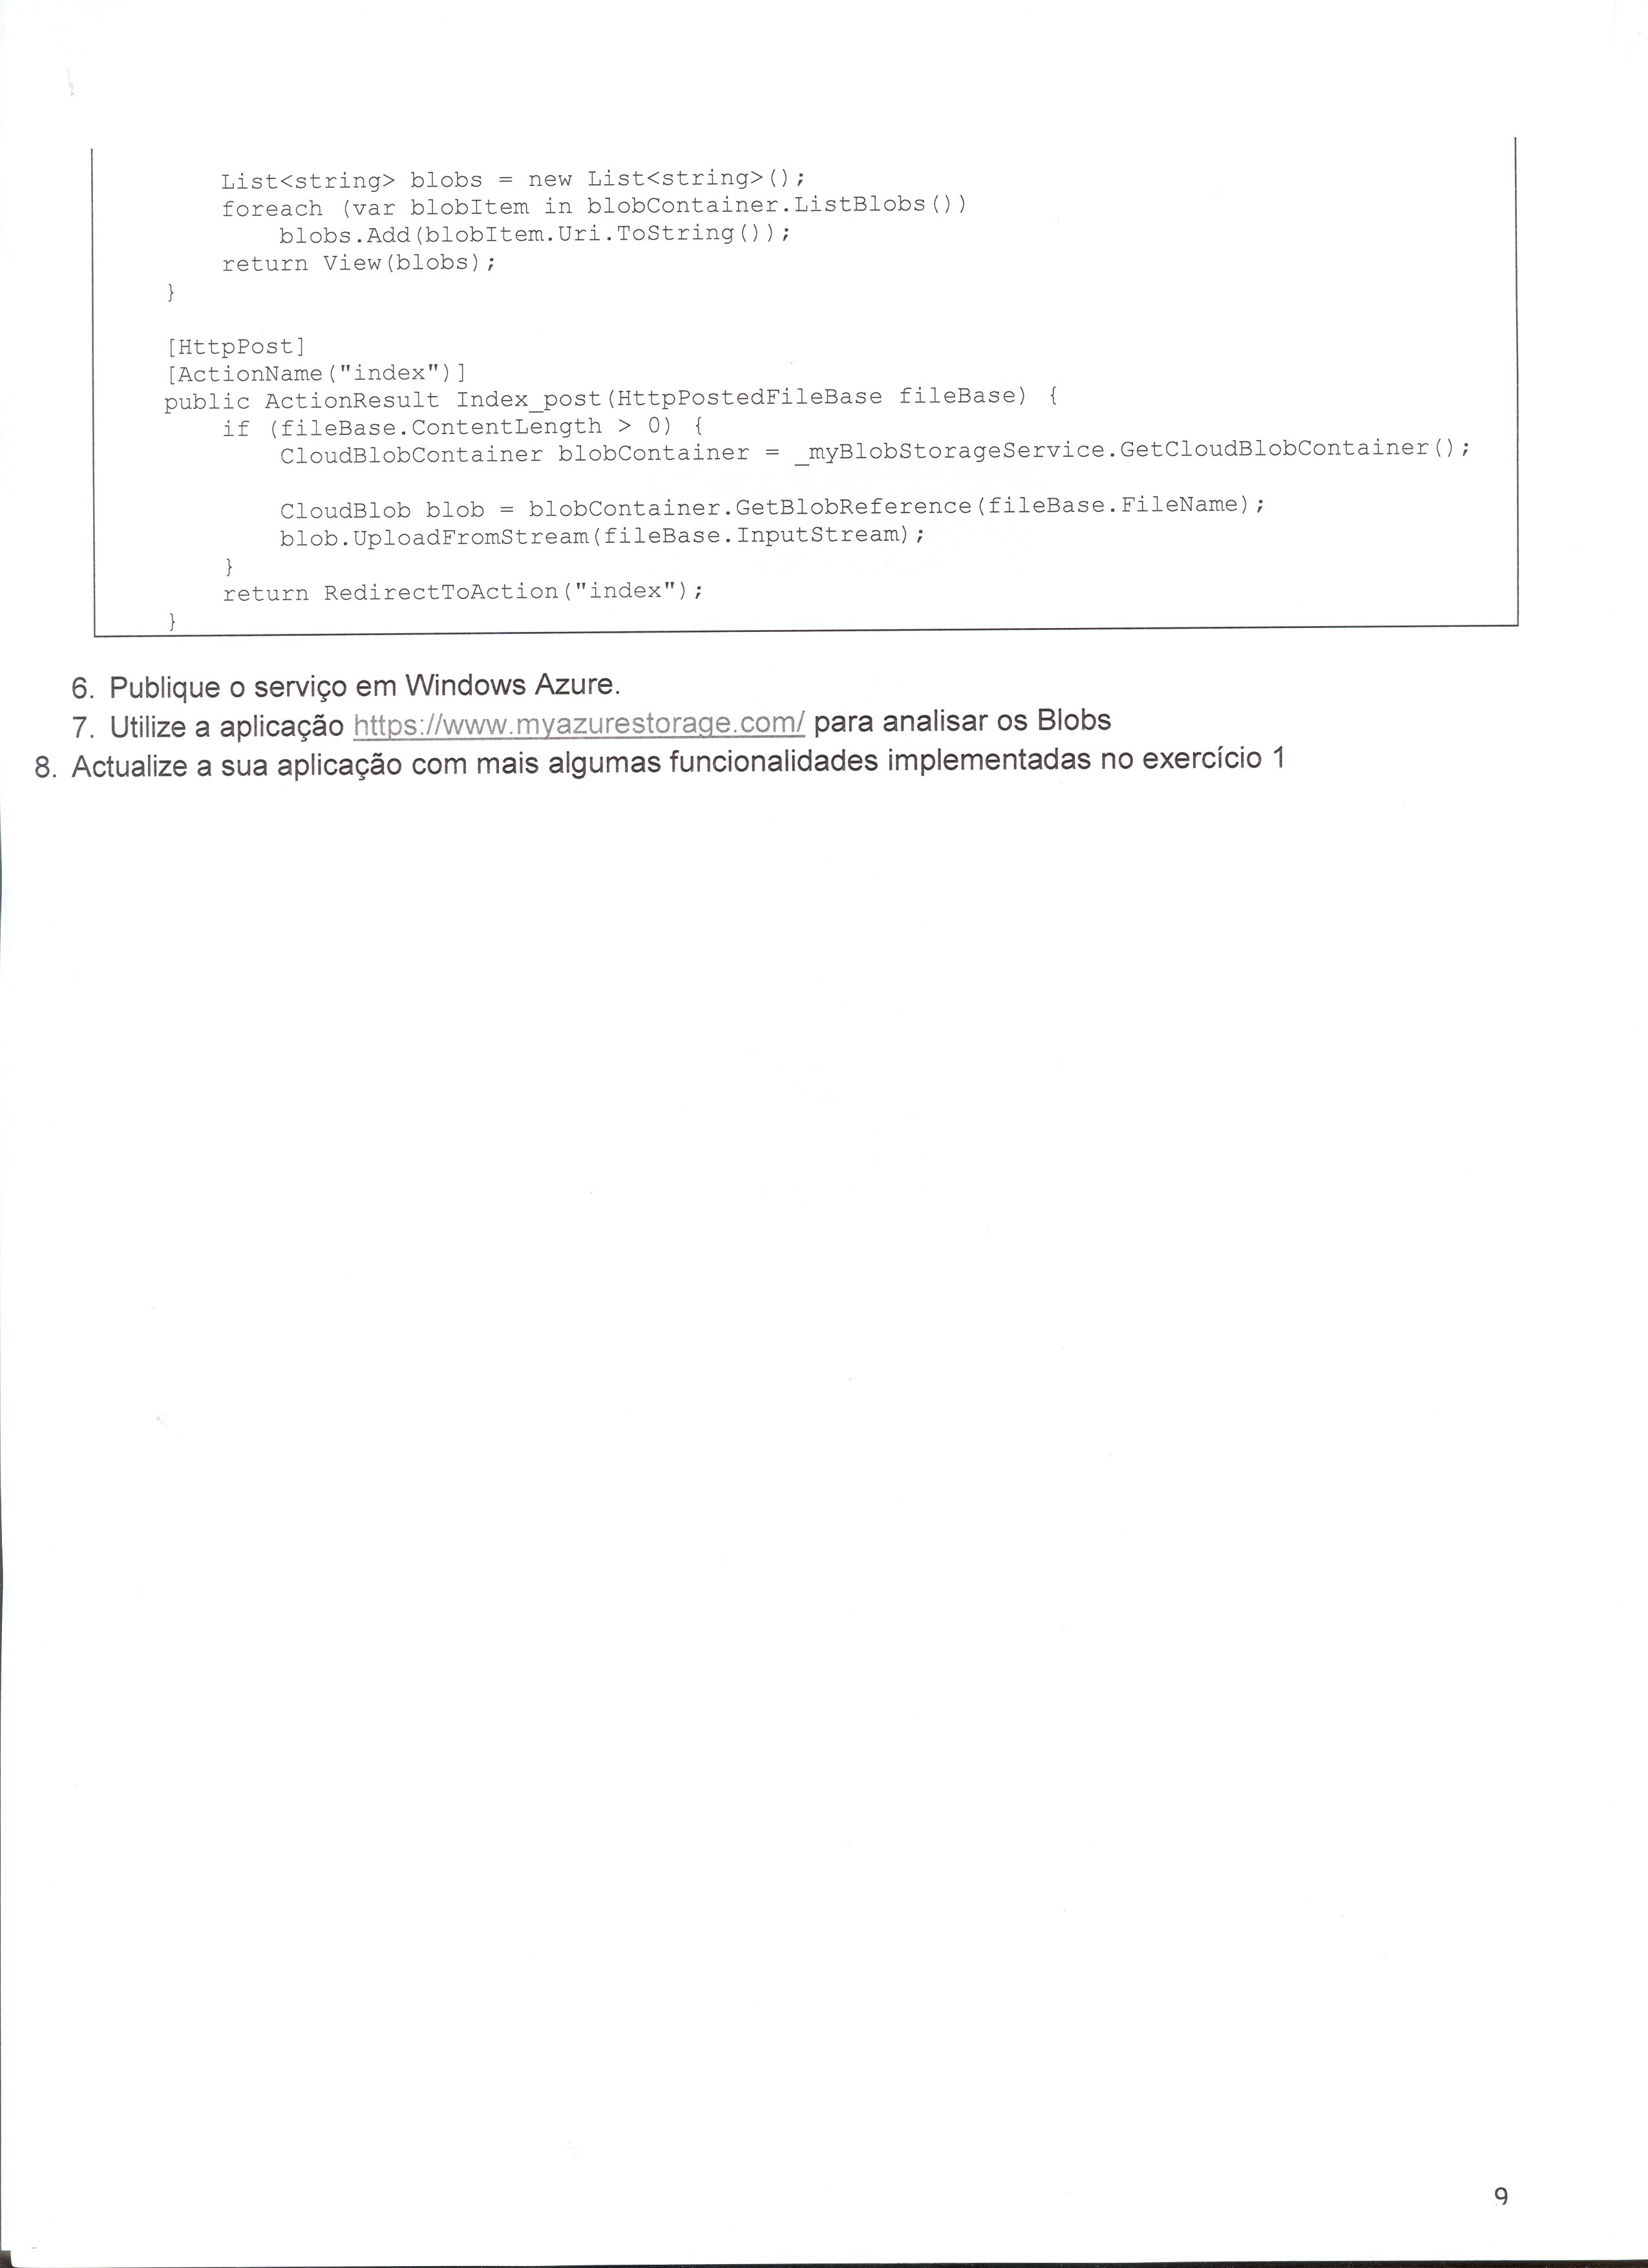 List<string> blobs = new List<string>();
foreach (var blobItem in blobContainer.ListBlobs())
blobs.Add(blobItem.Uri.ToString());
return View(blobs);
}
[HttpPost]
[ActionName("index")]
public ActionResult Index_post(HttpPostedFileBase fileBase) {
if (fileBase.ContentLength > 0) {
CloudBlobContainer blobContainer = _myBlobStorageService.GetCloudBlobContainer();
CloudBlob blob = blobContainer.GetBlobReference(fileBase.FileName);
blob.UploadFromStream(fileBase.InputStream);
}
return RedirectToAction("index");
}
6. Publique o serviço em Windows Azure.
7. Utilize a aplicação https://www.myazurestorage.com/ para analisar os Blobs
8. Actualize a sua aplicação com mais algumas funcionalidades implementadas no exercício 1
9